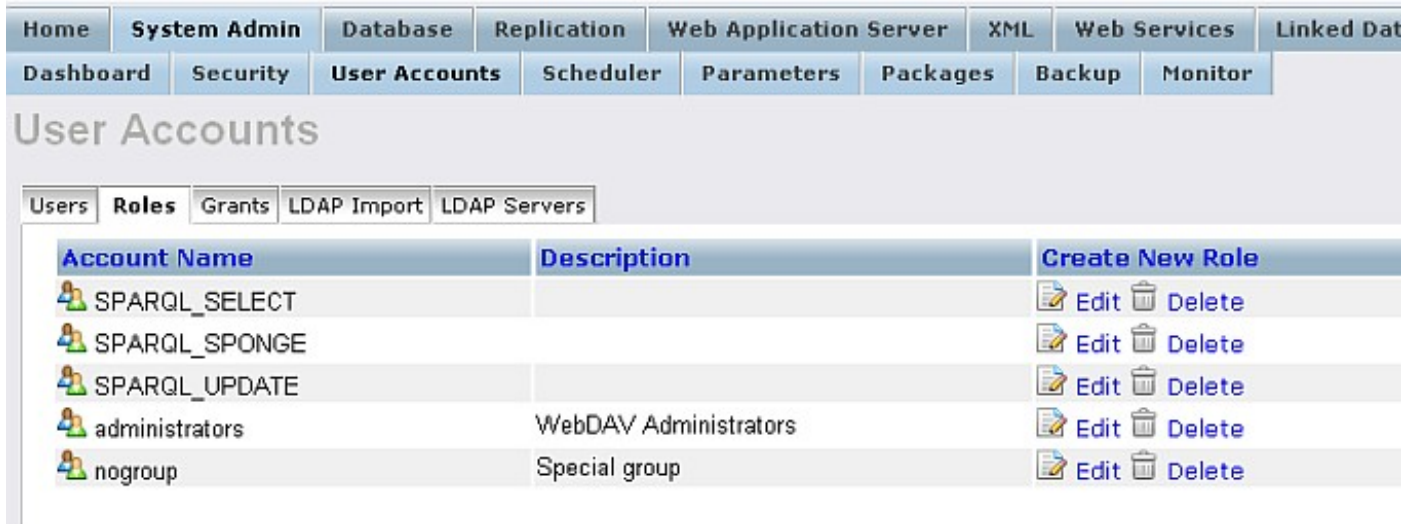 Home System Admin Database Replication Web Application Server XML Web Services Linked Dat
Dashboard Security User Accounts Scheduler Parameters Packages Backup Monitor
User Accounts
Users Roles Grants LDAP Import LDAP Servers
Account Name Description Create New Role
SPARQL_SELECT Edit Delete
SPARQL_SPONGE Edit Delete
SPARQL_UPDATE Edit Delete
administrators WebDAV Administrators Edit Delete
nogroup Special group Edit Delete